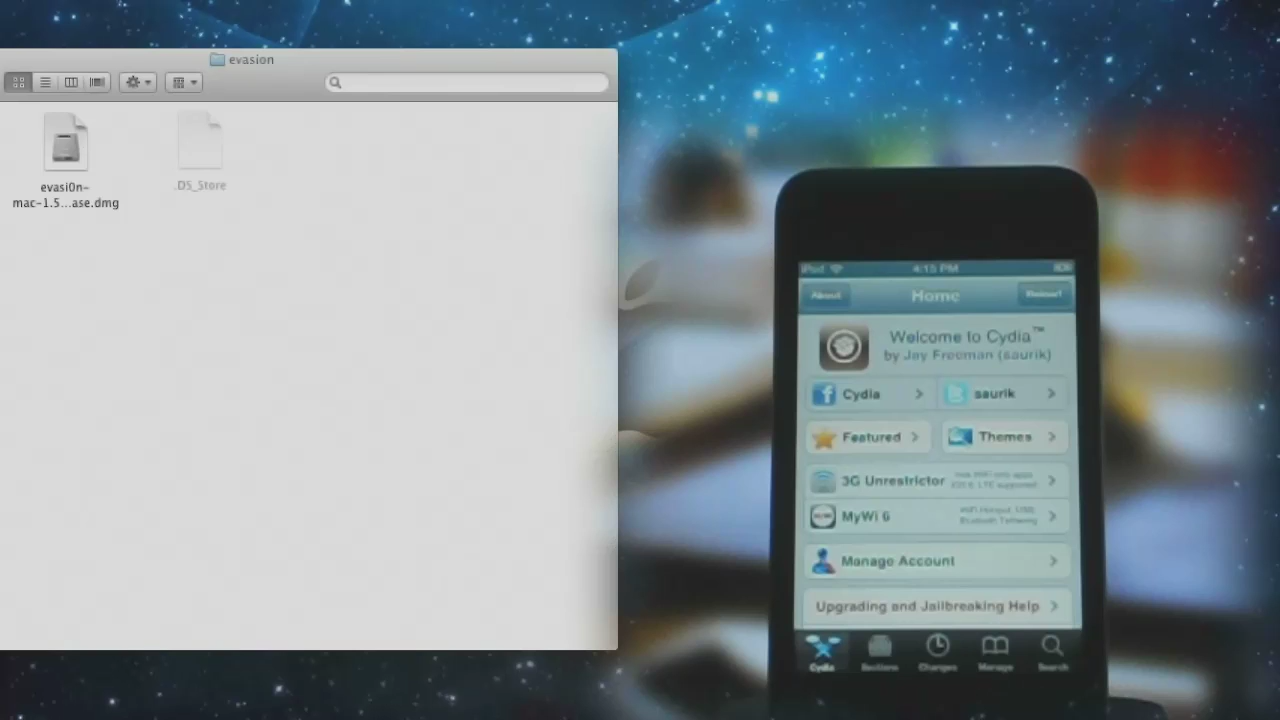 evasion
evasi0n-
mac-1.5...ase.dmg
.DS_Store
iPod
4:15 PM
About
Home
Reload
Welcome to Cydia™
by Jay Freeman (saurik)
Cydia
saurik
Featured
Themes
3G Unrestrictor
MyWi 6
Manage Account
Upgrading and Jailbreaking Help
Cydia
Sections
Changes
Manage
Search